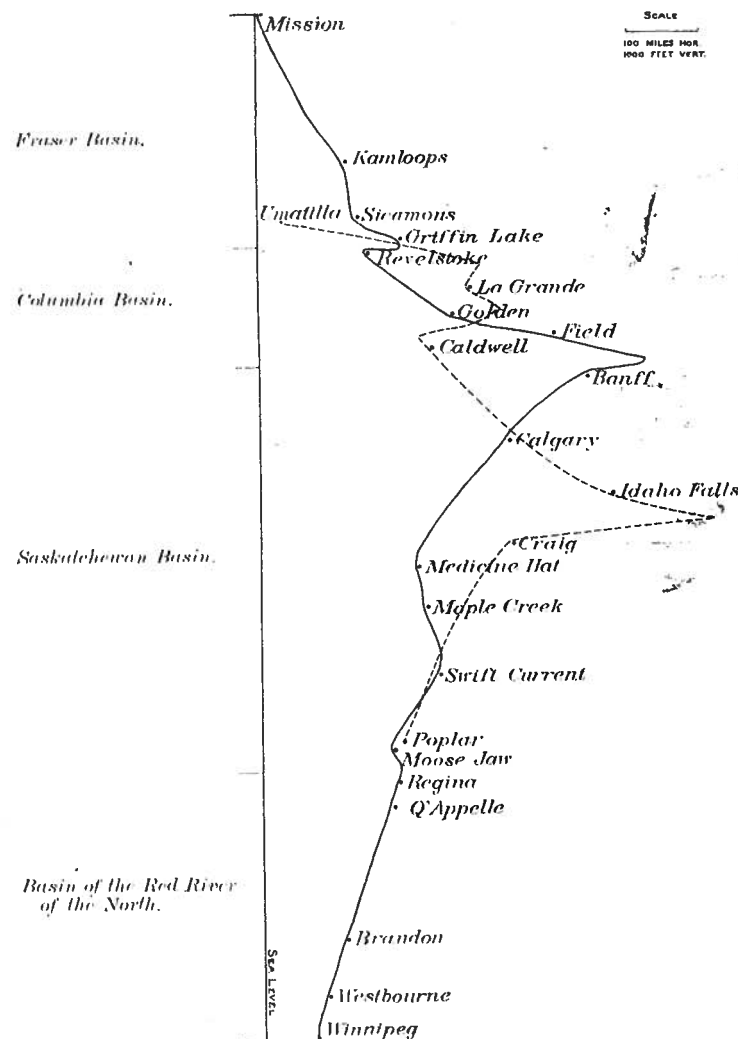 Mission
SCALE
100 MILES HOR.
1000 FEET VERT.
Fraser Basin.
Kamloops
Umatilla
Sicamous
Griffin Lake
Revelstoke
Columbia Basin.
La Grande
Golden
Field
Caldwell
Banff
Calgary
Idaho Falls
Craig
Saskatchewan Basin.
Medicine Hat
Maple Creek
Swift Current
Poplar
Moose Jaw
Regina
Q'Appelle
Basin of the Red River
of the North.
Brandon
SEA LEVEL
Westbourne
Winnipeg